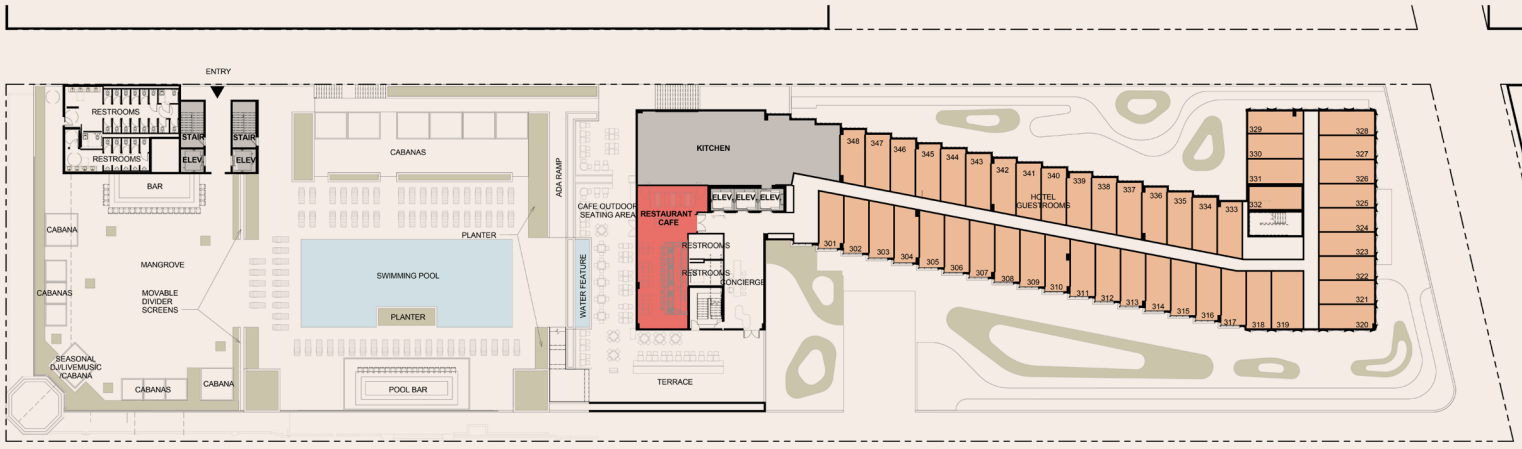 ENTRY
RESTROOMS
STAIR
STAIR
RESTROOMS
ELEV
ELEV
BAR
CABANA
MANGROVE
CABANAS
MOVABLE
DIVIDER
SCREENS
SEASONAL
DJ/LIVEMUSIC
/CABANA
CABANAS
CABANA
CABANAS
PLANTER
SWIMMING POOL
PLANTER
POOL BAR
ADA RAMP
CAFE OUTDOOR
SEATING AREA
WATER FEATURE
TERRACE
KITCHEN
RESTAURANT -
CAFE
ELEV.
ELEV.
ELEV.
RESTROOMS
RESTROOMS
CONCIERGE
HOTEL
GUESTROOMS
348
347
346
345
344
343
342
341
340
339
338
337
336
335
334
333
301
302
303
304
305
306
307
308
309
310
311
312
313
314
315
316
317
318
319
329
330
331
332
328
327
326
325
324
323
322
321
320